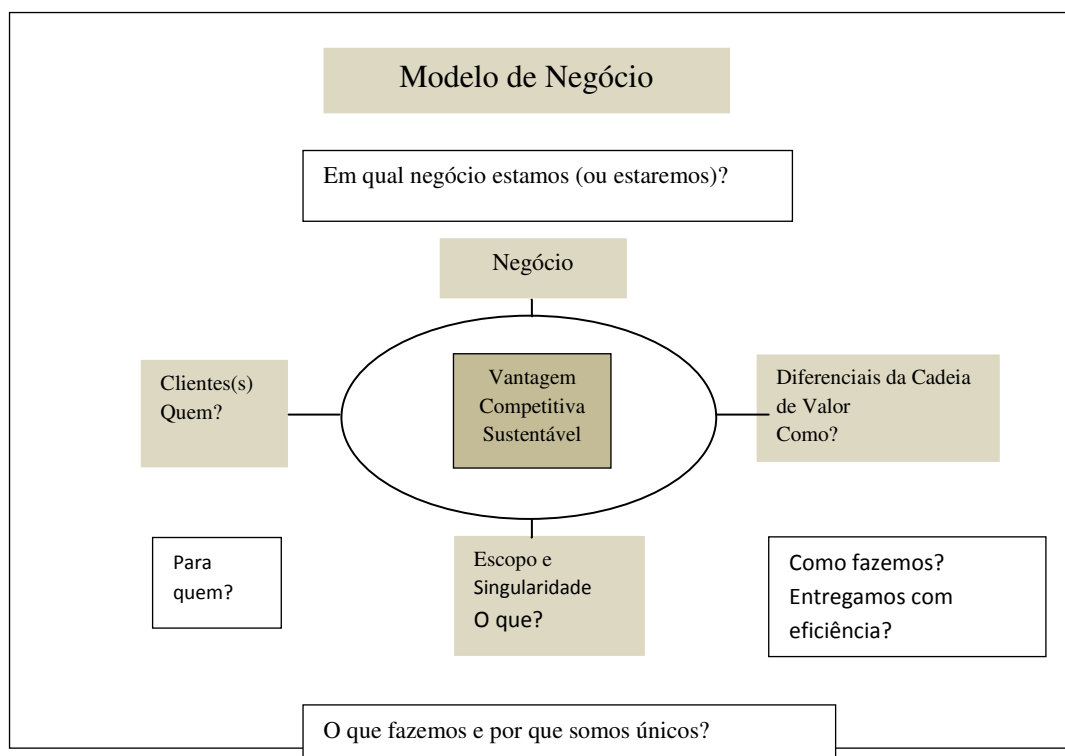 Modelo de Negócio
Em qual negócio estamos (ou estaremos)?
Negócio
Clientes(s)
Quem?
Vantagem
Competitiva
Sustentável
Diferenciais da Cadeia
de Valor
Como?
Para
quem?
Escopo e
Singularidade
O que?
Como fazemos?
Entregamos com
eficiência?
O que fazemos e por que somos únicos?